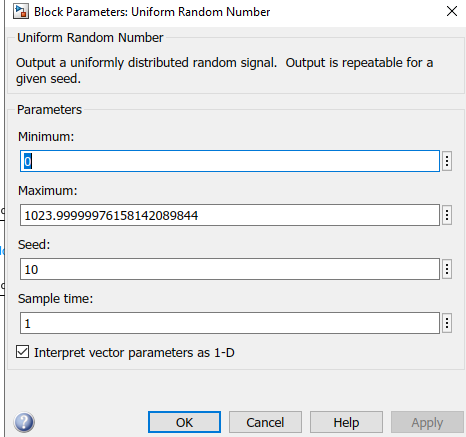 Block Parameters: Uniform Random Number
Uniform Random Number
Output a uniformly distributed random signal.  Output is repeatable for a
given seed.
Parameters
Minimum:
0
Maximum:
1023.99999976158142089844
Seed:
10
Sample time:
1
Interpret vector parameters as 1-D
OK
Cancel
Help
Apply